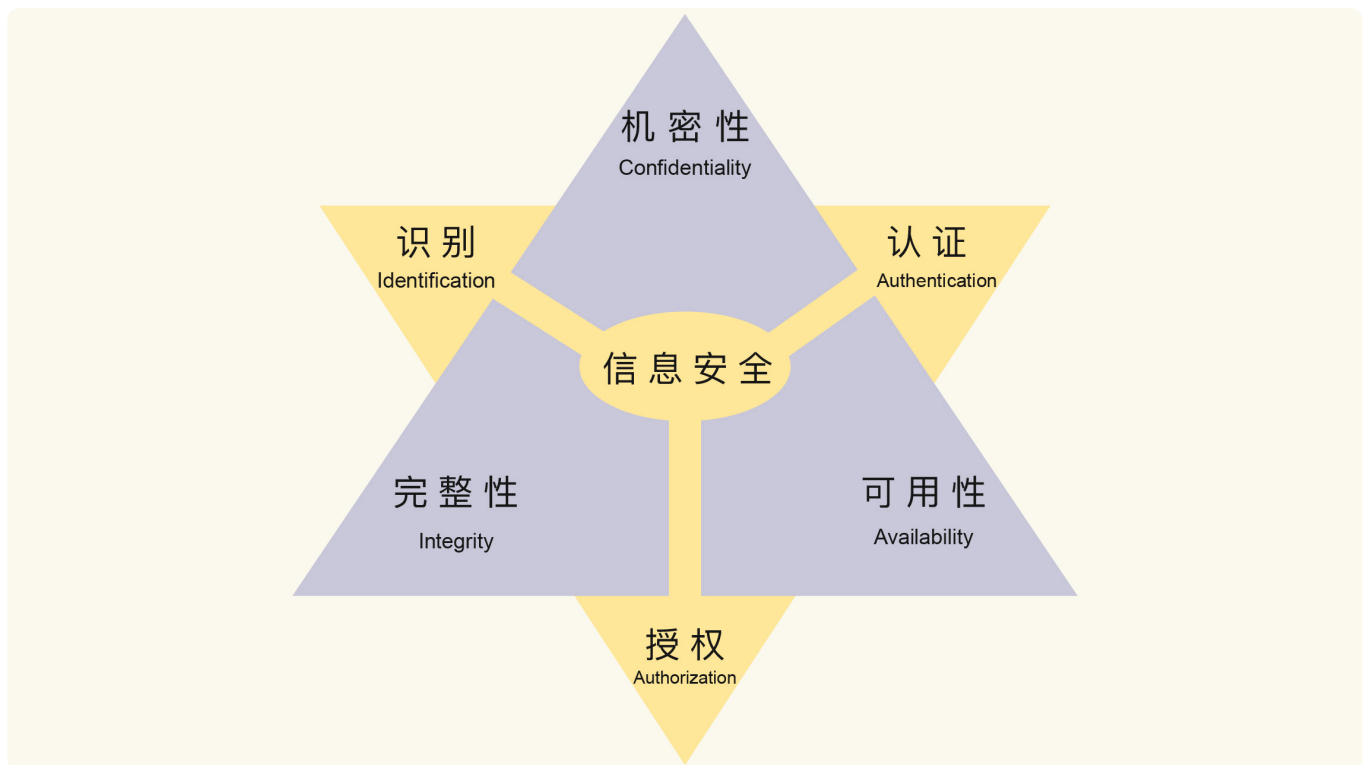 机密性
Confidentiality
识别
Identification
认证
Authentication
信息安全
完整性
Integrity
可用性
Availability
授权
Authorization